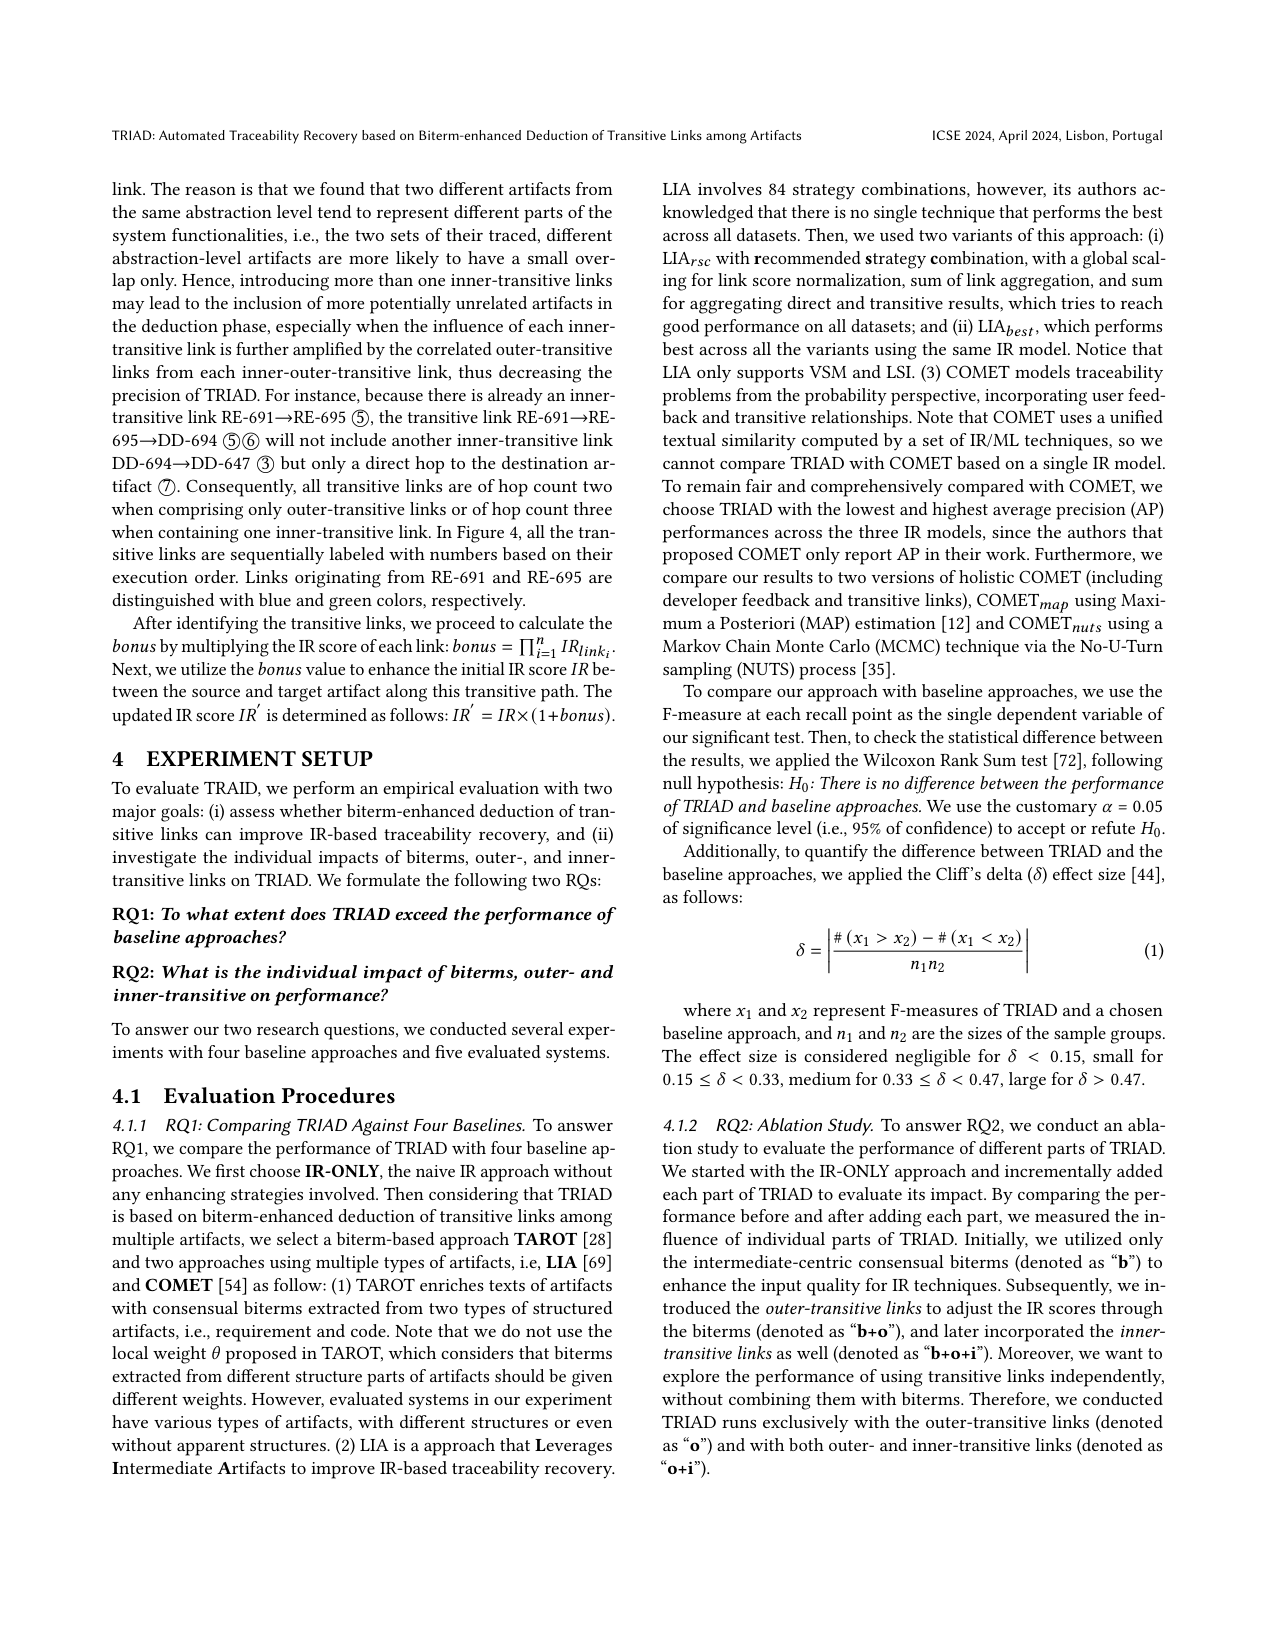 TRIAD: Automated Traceability Recovery based on Biterm-enhanced Deduction of Transitive Links among Artifacts
ICSE 2024, April 2024, Lisbon, Portugal
link. The reason is that we found that two different artifacts from
the same abstraction level tend to represent different parts of the
system functionalities, i.e., the two sets of their traced, different
abstraction-level artifacts are more likely to have a small over-
lap only. Hence, introducing more than one inner-transitive links
may lead to the inclusion of more potentially unrelated artifacts in
the deduction phase, especially when the influence of each inner-
transitive link is further amplified by the correlated outer-transitive
links from each inner-outer-transitive link, thus decreasing the
precision of TRIAD. For instance, because there is already an inner-
transitive link RE-691→RE-695 ⑤, the transitive link RE-691→RE-
695→DD-694 ⑤⑥ will not include another inner-transitive link
DD-694→DD-647 ③ but only a direct hop to the destination ar-
tifact ⑦. Consequently, all transitive links are of hop count two
when comprising only outer-transitive links or of hop count three
when containing one inner-transitive link. In Figure 4, all the tran-
sitive links are sequentially labeled with numbers based on their
execution order. Links originating from RE-691 and RE-695 are
distinguished with blue and green colors, respectively.
After identifying the transitive links, we proceed to calculate the
bonus by multiplying the IR score of each link: bonus = ∏ⁿᵢ₌₁ IR_link_i.
Next, we utilize the bonus value to enhance the initial IR score IR be-
tween the source and target artifact along this transitive path. The
updated IR score IR′ is determined as follows: IR′ = IR×(1+bonus).
4 EXPERIMENT SETUP
To evaluate TRAID, we perform an empirical evaluation with two
major goals: (i) assess whether biterm-enhanced deduction of tran-
sitive links can improve IR-based traceability recovery, and (ii)
investigate the individual impacts of biterms, outer-, and inner-
transitive links on TRIAD. We formulate the following two RQs:
RQ1: To what extent does TRIAD exceed the performance of
baseline approaches?
RQ2: What is the individual impact of biterms, outer- and
inner-transitive on performance?
To answer our two research questions, we conducted several exper-
iments with four baseline approaches and five evaluated systems.
4.1 Evaluation Procedures
4.1.1 RQ1: Comparing TRIAD Against Four Baselines. To answer
RQ1, we compare the performance of TRIAD with four baseline ap-
proaches. We first choose IR-ONLY, the naive IR approach without
any enhancing strategies involved. Then considering that TRIAD
is based on biterm-enhanced deduction of transitive links among
multiple artifacts, we select a biterm-based approach TAROT [28]
and two approaches using multiple types of artifacts, i.e, LIA [69]
and COMET [54] as follow: (1) TAROT enriches texts of artifacts
with consensual biterms extracted from two types of structured
artifacts, i.e., requirement and code. Note that we do not use the
local weight θ proposed in TAROT, which considers that biterms
extracted from different structure parts of artifacts should be given
different weights. However, evaluated systems in our experiment
have various types of artifacts, with different structures or even
without apparent structures. (2) LIA is a approach that Leverages
Intermediate Artifacts to improve IR-based traceability recovery.
LIA involves 84 strategy combinations, however, its authors ac-
knowledged that there is no single technique that performs the best
across all datasets. Then, we used two variants of this approach: (i)
LIA_rsc with recommended strategy combination, with a global scal-
ing for link score normalization, sum of link aggregation, and sum
for aggregating direct and transitive results, which tries to reach
good performance on all datasets; and (ii) LIA_best, which performs
best across all the variants using the same IR model. Notice that
LIA only supports VSM and LSI. (3) COMET models traceability
problems from the probability perspective, incorporating user feed-
back and transitive relationships. Note that COMET uses a unified
textual similarity computed by a set of IR/ML techniques, so we
cannot compare TRIAD with COMET based on a single IR model.
To remain fair and comprehensively compared with COMET, we
choose TRIAD with the lowest and highest average precision (AP)
performances across the three IR models, since the authors that
proposed COMET only report AP in their work. Furthermore, we
compare our results to two versions of holistic COMET (including
developer feedback and transitive links), COMET_map using Maxi-
mum a Posteriori (MAP) estimation [12] and COMET_nuts using a
Markov Chain Monte Carlo (MCMC) technique via the No-U-Turn
sampling (NUTS) process [35].
To compare our approach with baseline approaches, we use the
F-measure at each recall point as the single dependent variable of
our significant test. Then, to check the statistical difference between
the results, we applied the Wilcoxon Rank Sum test [72], following
null hypothesis: H₀: There is no difference between the performance
of TRIAD and baseline approaches. We use the customary α = 0.05
of significance level (i.e., 95% of confidence) to accept or refute H₀.
Additionally, to quantify the difference between TRIAD and the
baseline approaches, we applied the Cliff's delta (δ) effect size [44],
as follows:
δ = | # (x₁ > x₂) − # (x₁ < x₂) / n₁n₂ | (1)
where x₁ and x₂ represent F-measures of TRIAD and a chosen
baseline approach, and n₁ and n₂ are the sizes of the sample groups.
The effect size is considered negligible for δ < 0.15, small for
0.15 ≤ δ < 0.33, medium for 0.33 ≤ δ < 0.47, large for δ > 0.47.
4.1.2 RQ2: Ablation Study. To answer RQ2, we conduct an abla-
tion study to evaluate the performance of different parts of TRIAD.
We started with the IR-ONLY approach and incrementally added
each part of TRIAD to evaluate its impact. By comparing the per-
formance before and after adding each part, we measured the in-
fluence of individual parts of TRIAD. Initially, we utilized only
the intermediate-centric consensual biterms (denoted as “b”) to
enhance the input quality for IR techniques. Subsequently, we in-
troduced the outer-transitive links to adjust the IR scores through
the biterms (denoted as “b+o”), and later incorporated the inner-
transitive links as well (denoted as “b+o+i”). Moreover, we want to
explore the performance of using transitive links independently,
without combining them with biterms. Therefore, we conducted
TRIAD runs exclusively with the outer-transitive links (denoted
as “o”) and with both outer- and inner-transitive links (denoted as
“o+i”).